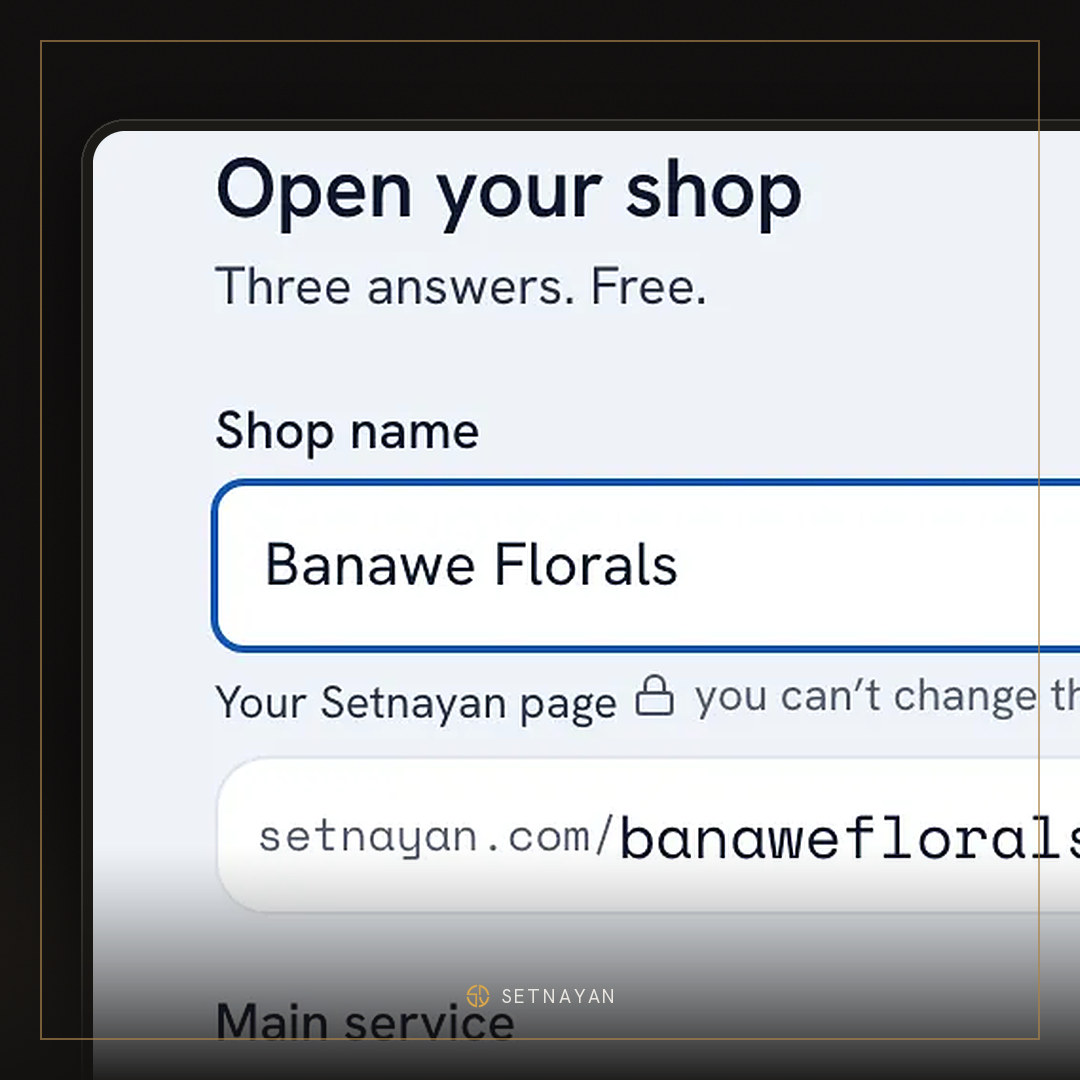 Open your shop
Three answers. Free.
Shop name
Banawe Florals
Your Setnayan page you can’t change
setnayan.com/banaweflorals
SETNAYAN
Main service